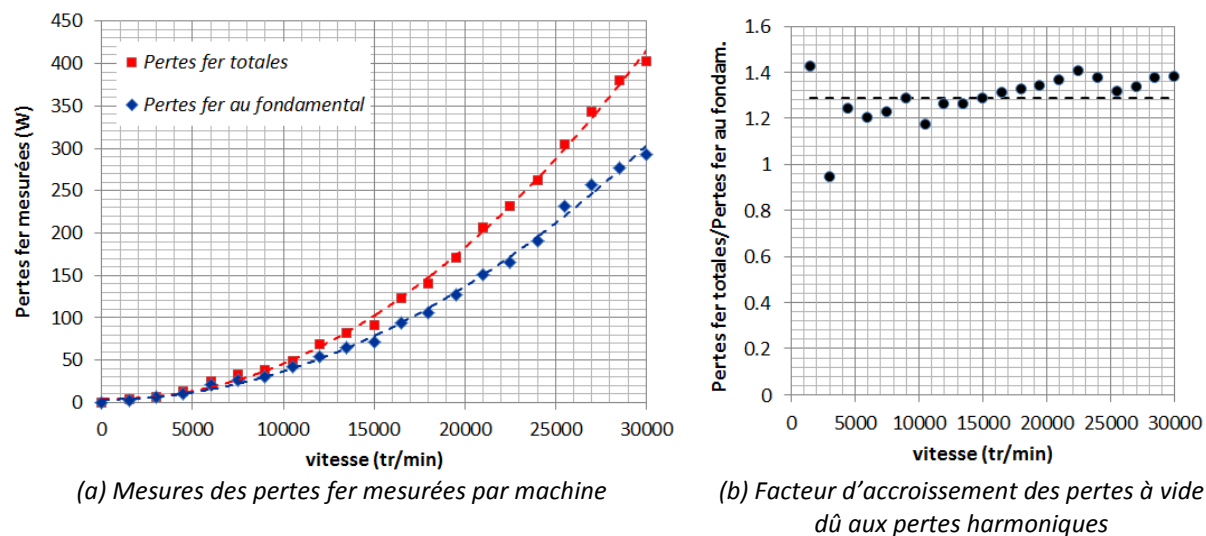 450
400
350
300
250
200
150
100
50
0
Pertes fer mesurées (W)
Pertes fer totales
Pertes fer au fondamental
0 5000 10000 15000 20000 25000 30000
vitesse (tr/min)
(a) Mesures des pertes fer mesurées par machine
1.6
1.4
1.2
1
0.8
0.6
0.4
0.2
0
Pertes fer totales/Pertes fer au fondam.
0 5000 10000 15000 20000 25000 30000
vitesse (tr/min)
(b) Facteur d'accroissement des pertes à vide
dû aux pertes harmoniques